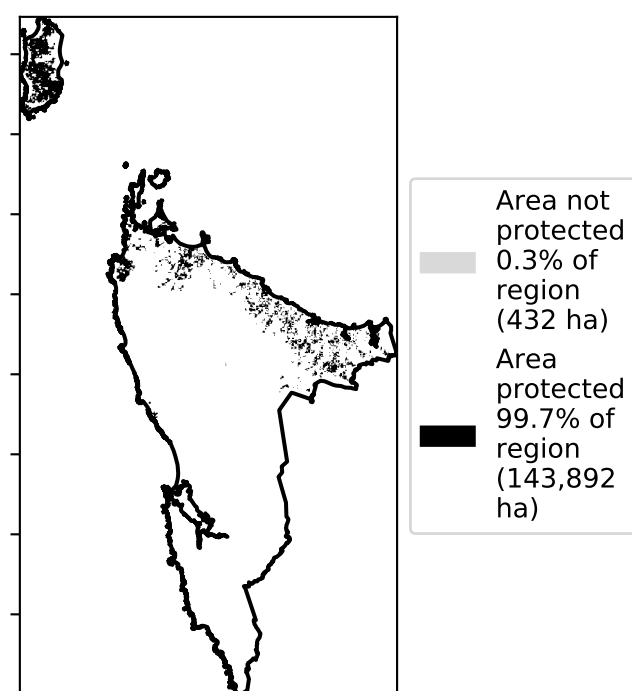 Area not
protected
0.3% of
region
(432 ha)
Area
protected
99.7% of
region
(143,892
ha)